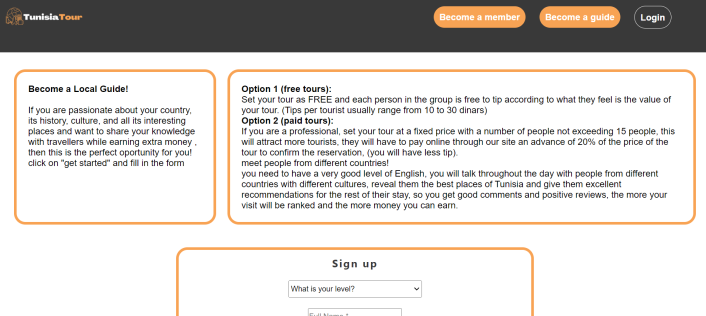 TunisiaTour
Become a member
Become a guide
Login
Become a Local Guide!
If you are passionate about your country,
its history, culture, and all its interesting
places and want to share your knowledge
with travellers while earning extra money ,
then this is the perfect oportunity for you!
click on "get started" and fill in the form
Option 1 (free tours):
Set your tour as FREE and each person in the group is free to tip according to what they feel is the value of
your tour. (Tips per tourist usually range from 10 to 30 dinars)
Option 2 (paid tours):
If you are a professional, set your tour at a fixed price with a number of people not exceeding 15 people, this
will attract more tourists, they will have to pay online through our site an advance of 20% of the price of the
tour to confirm the reservation, (you will have less tip).
meet people from different countries!
you need to have a very good level of English, you will talk throughout the day with people from different
countries with different cultures, reveal them the best places of Tunisia and give them excellent
recommendations for the rest of their stay, so you get good comments and positive reviews, the more your
visit will be ranked and the more money you can earn.
Sign up
What is your level?
Full Name *